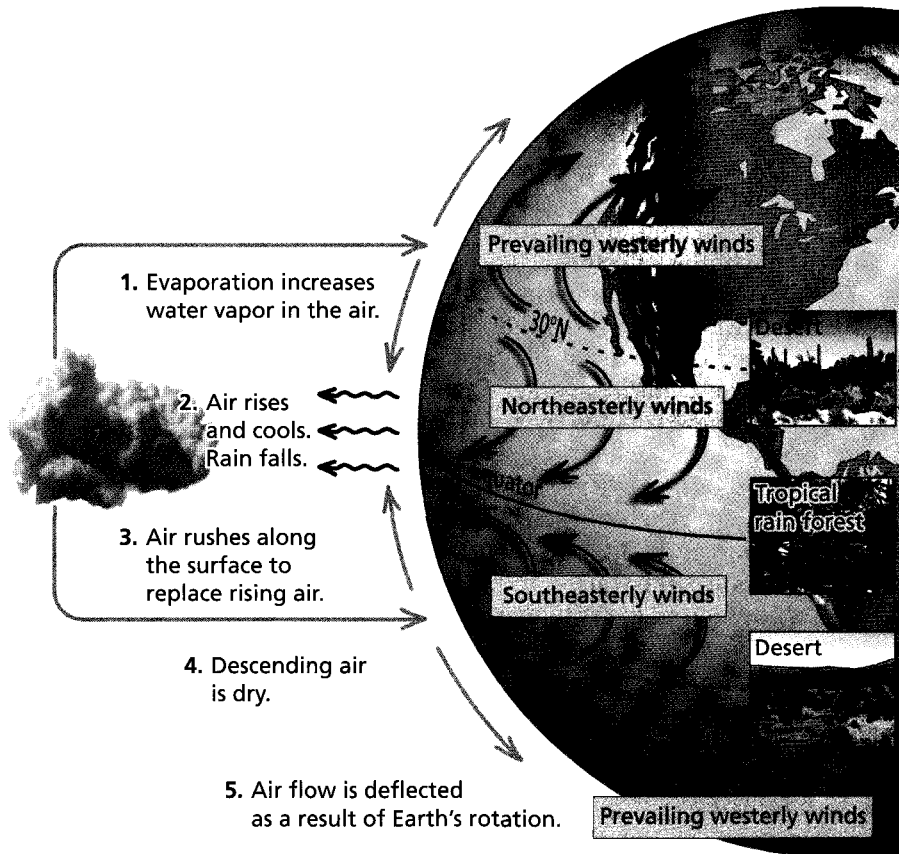 Prevailing westerly winds
1. Evaporation increases
water vapor in the air.
30°N
Desert
2. Air rises
and cools.
Rain falls.
Northeasterly winds
Equator
Tropical
rain forest
3. Air rushes along
the surface to
replace rising air.
Southeasterly winds
Desert
4. Descending air
is dry.
5. Air flow is deflected
as a result of Earth's rotation.
Prevailing westerly winds